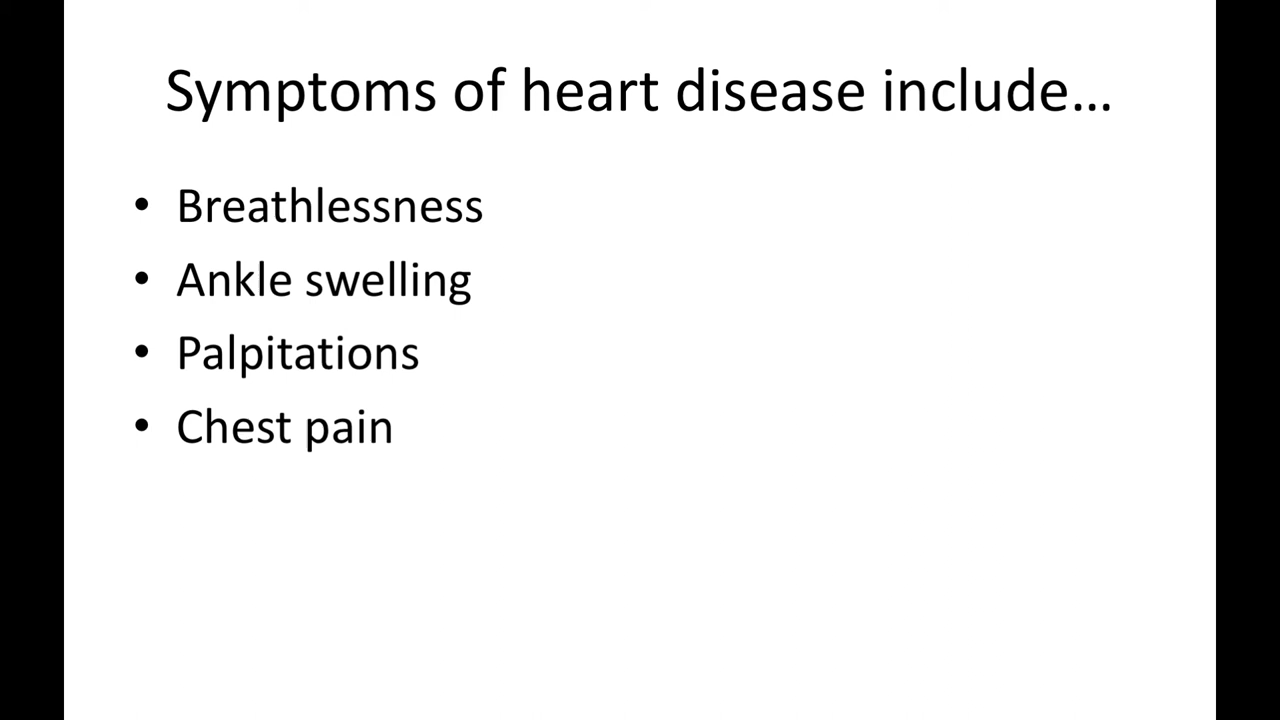 Symptoms of heart disease include…
• Breathlessness
• Ankle swelling
• Palpitations
• Chest pain